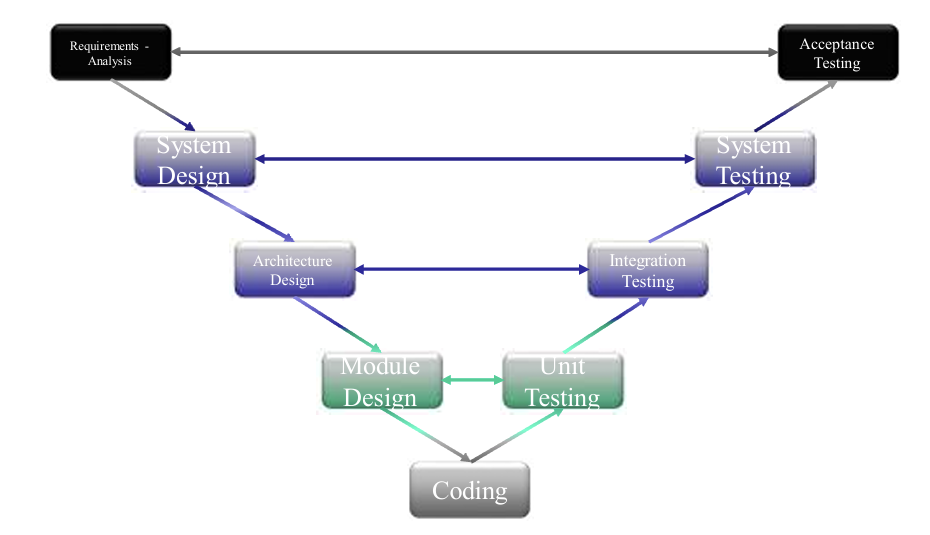 Requirements -
Analysis
Acceptance
Testing
System
Design
System
Testing
Architecture
Design
Integration
Testing
Module
Design
Unit
Testing
Coding